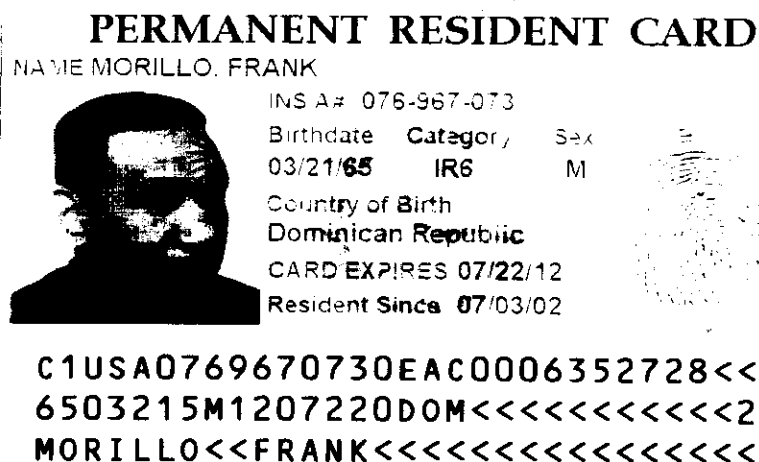 PERMANENT RESIDENT CARD
NAME MORILLO, FRANK
INS A# 076-967-073
Birthdate Category Sex
03/21/65 IR6 M
Country of Birth
Dominican Republic
CARD EXPIRES 07/22/12
Resident Since 07/03/02
C1USA0769670730EAC0006352728<<
6503215M1207220DOM<<<<<<<<<<<2
MORILLO<<FRANK<<<<<<<<<<<<<<<<